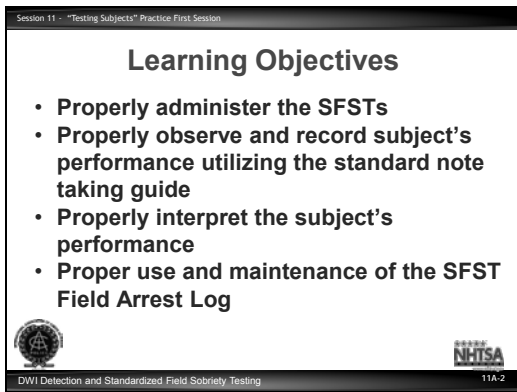 Session 11 - "Testing Subjects" Practice First Session
Learning Objectives
• Properly administer the SFSTs
• Properly observe and record subject's
performance utilizing the standard note
taking guide
• Properly interpret the subject's
performance
• Proper use and maintenance of the SFST
Field Arrest Log
NHTSA
DWI Detection and Standardized Field Sobriety Testing
11A-2